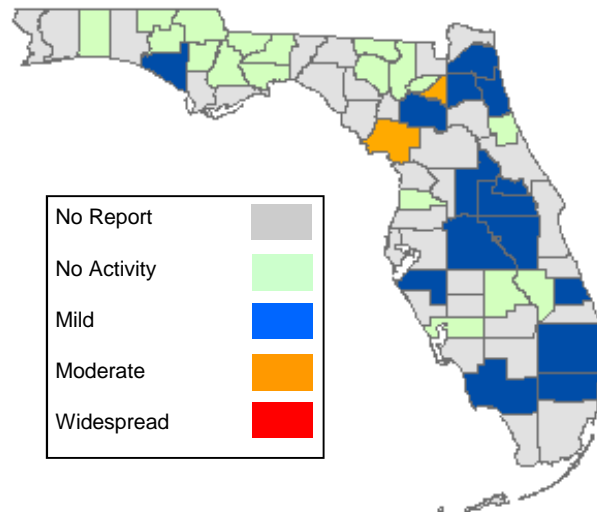 No Report
No Activity
Mild
Moderate
Widespread